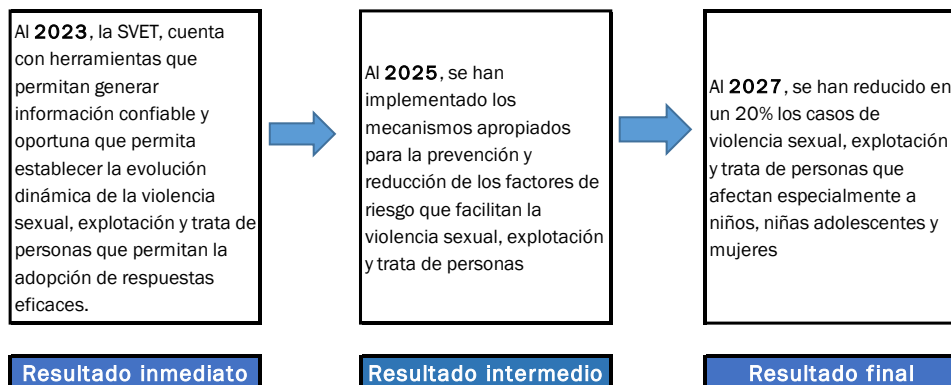 Al 2023, la SVET, cuenta
con herramientas que
permitan generar
información confiable y
oportuna que permita
establecer la evolución
dinámica de la violencia
sexual, explotación y trata de
personas que permitan la
adopción de respuestas
eficaces.
Al 2025, se han
implementado los
mecanismos apropiados
para la prevención y
reducción de los factores de
riesgo que facilitan la
violencia sexual, explotación
y trata de personas
Al 2027, se han reducido en
un 20% los casos de
violencia sexual, explotación
y trata de personas que
afectan especialmente a
niños, niñas adolescentes y
mujeres
Resultado inmediato
Resultado intermedio
Resultado final